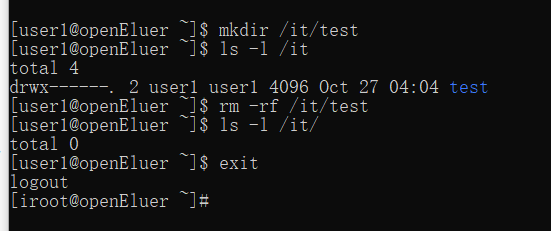 [user1@openEluer ~]$ mkdir /it/test
[user1@openEluer ~]$ ls -l /it
total 4
drwx------. 2 user1 user1 4096 Oct 27 04:04 test
[user1@openEluer ~]$ rm -rf /it/test
[user1@openEluer ~]$ ls -l /it/
total 0
[user1@openEluer ~]$ exit
logout
[iroot@openEluer ~]#